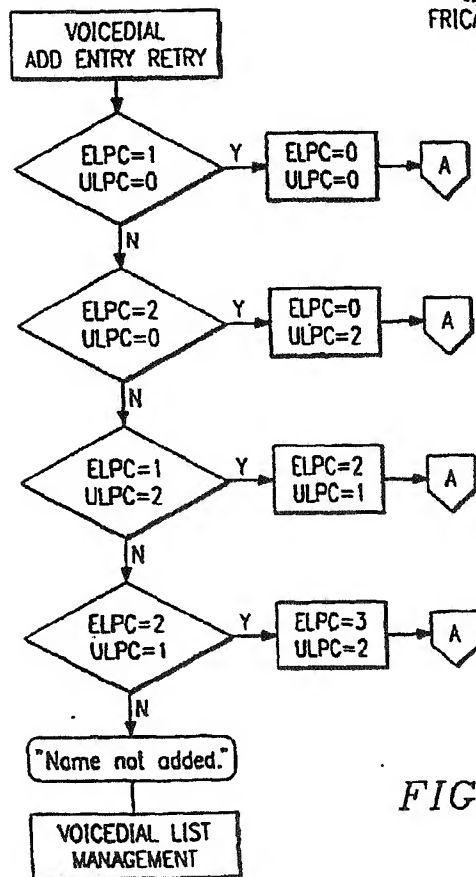 FRICA
VOICEDIAL
ADD ENTRY RETRY
ELPC=1
ULPC=0
Y
ELPC=0
ULPC=0
A
N
ELPC=2
ULPC=0
Y
ELPC=0
ULPC=2
A
N
ELPC=1
ULPC=2
Y
ELPC=2
ULPC=1
A
N
ELPC=2
ULPC=1
Y
ELPC=3
ULPC=2
A
N
"Name not added."
FIG
VOICEDIAL LIST
MANAGEMENT